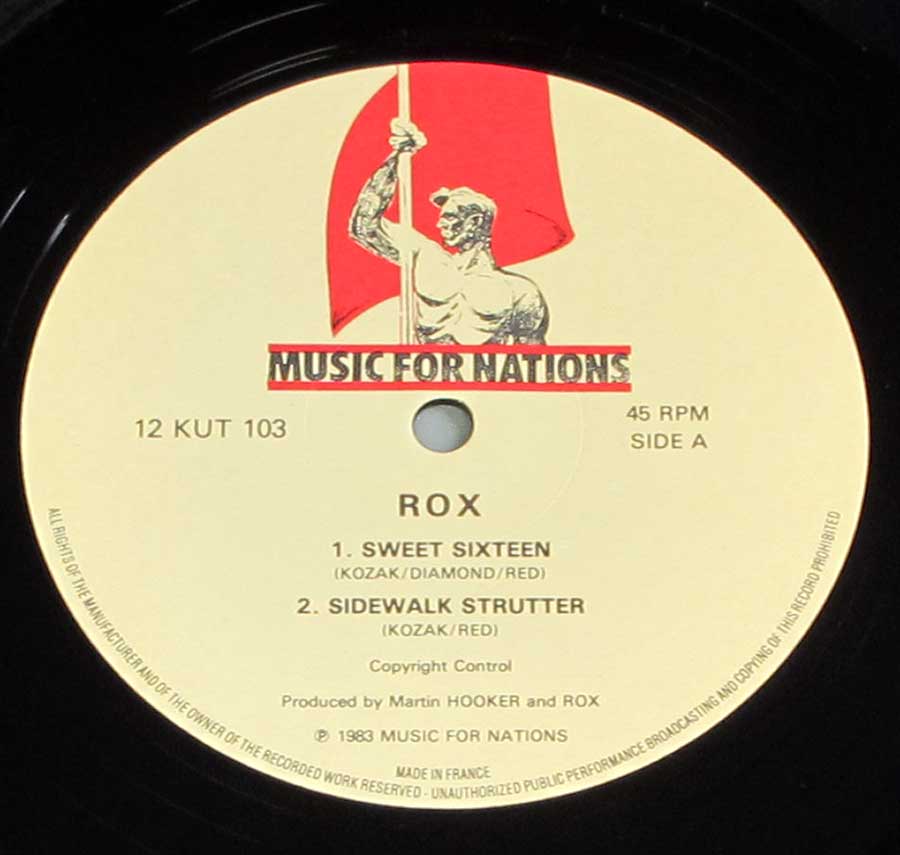 MUSIC FOR NATIONS
12 KUT 103
45 RPM
SIDE A
ROX
1. SWEET SIXTEEN
(KOZAK/DIAMOND/RED)
2. SIDEWALK STRUTTER
(KOZAK/RED)
Copyright Control
Produced by Martin HOOKER and ROX
℗ 1983 MUSIC FOR NATIONS
MADE IN FRANCE
ALL RIGHTS OF THE MANUFACTURER AND OF THE OWNER OF THE RECORDED WORK RESERVED - UNAUTHORIZED PUBLIC PERFORMANCE BROADCASTING AND COPYING OF THIS RECORD PROHIBITED